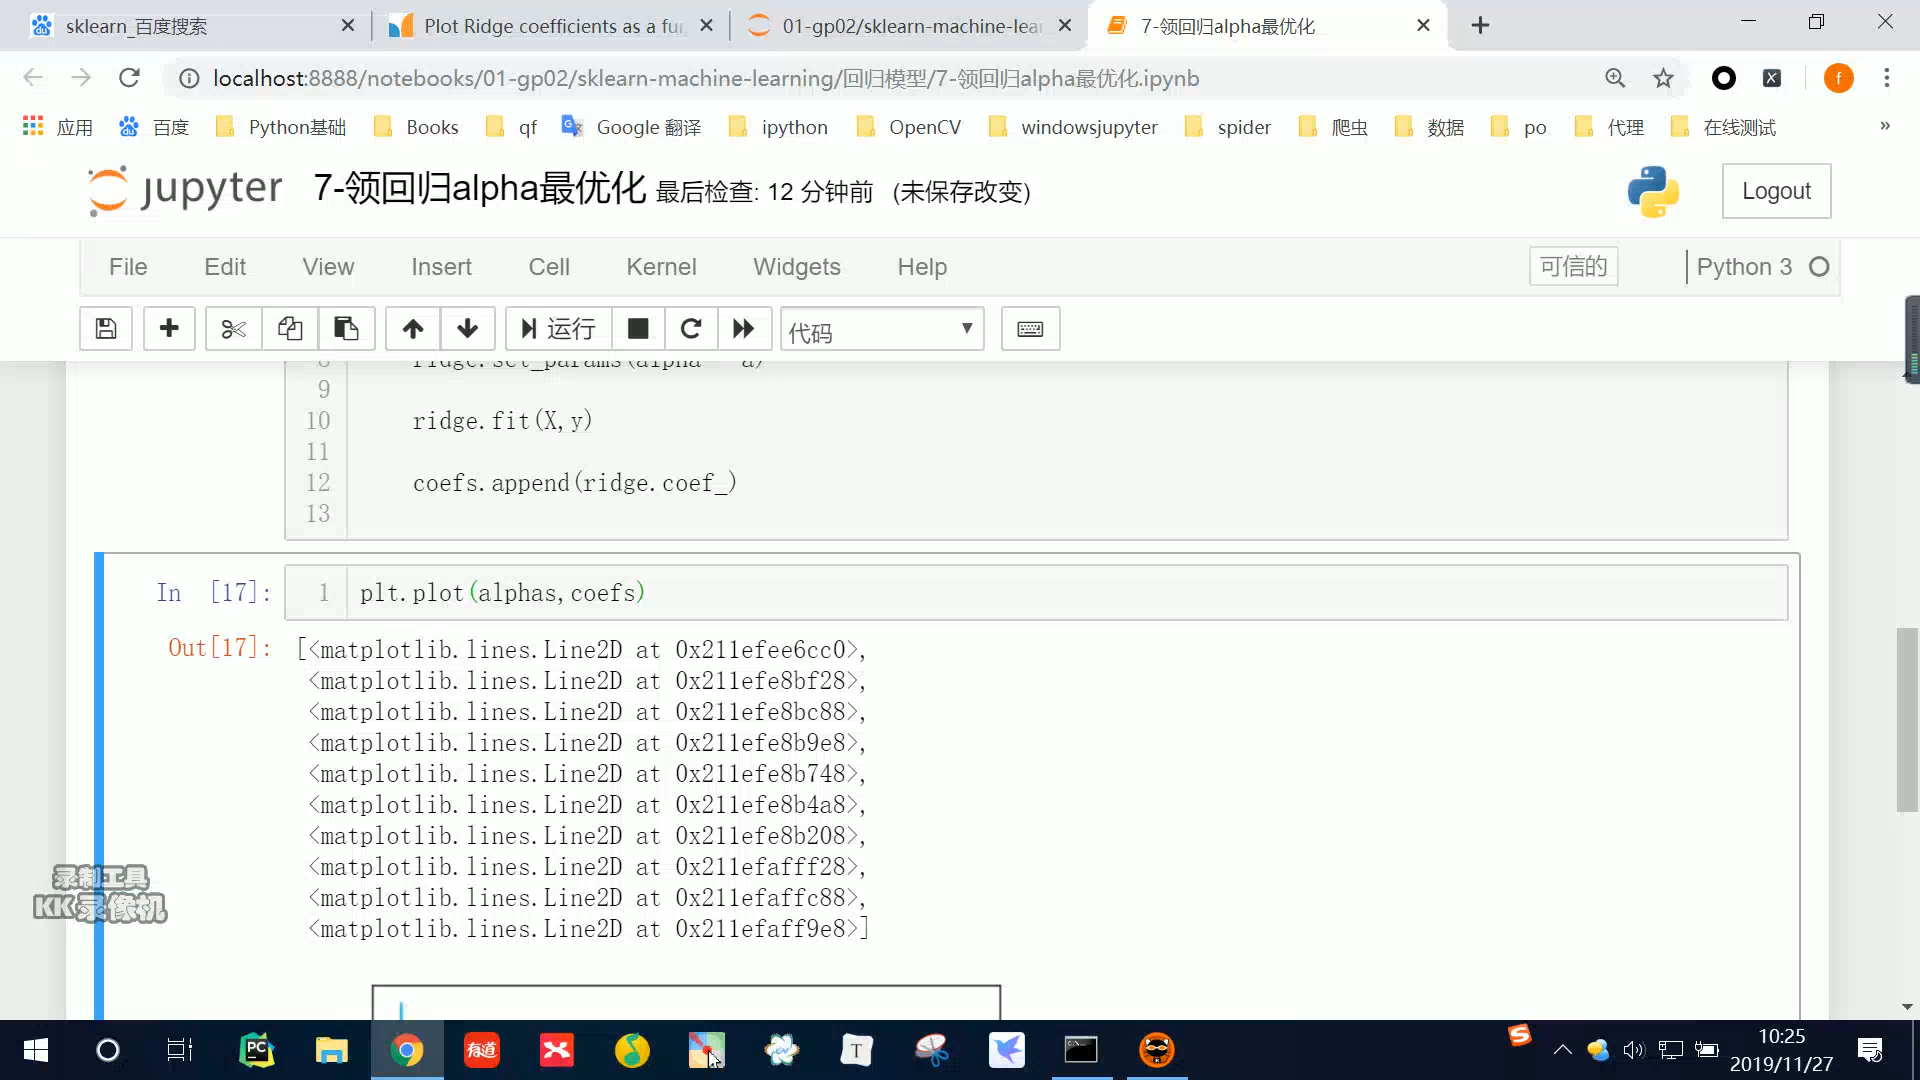 sklearn_百度搜索
Plot Ridge coefficients as a fun
01-gp02/sklearn-machine-lear
7-领回归alpha最优化
localhost:8888/notebooks/01-gp02/sklearn-machine-learning/回归模型/7-领回归alpha最优化.ipynb
f
应用 百度 Python基础 Books qf Google 翻译 ipython OpenCV windowsjupyter spider 爬虫 数据 po 代理 在线测试 »
jupyter 7-领回归alpha最优化 最后检查: 12 分钟前 (未保存改变)
Logout
File Edit View Insert Cell Kernel Widgets Help 可信的 Python 3
运行 代码
8 ridge.set_params(alpha = a)
9
10 ridge.fit(X,y)
11
12 coefs.append(ridge.coef_)
13
In [17]: 1 plt.plot(alphas,coefs)
Out[17]: [<matplotlib.lines.Line2D at 0x211efee6cc0>,
<matplotlib.lines.Line2D at 0x211efe8bf28>,
<matplotlib.lines.Line2D at 0x211efe8bc88>,
<matplotlib.lines.Line2D at 0x211efe8b9e8>,
<matplotlib.lines.Line2D at 0x211efe8b748>,
<matplotlib.lines.Line2D at 0x211efe8b4a8>,
<matplotlib.lines.Line2D at 0x211efe8b208>,
<matplotlib.lines.Line2D at 0x211efafff28>,
<matplotlib.lines.Line2D at 0x211efaffc88>,
<matplotlib.lines.Line2D at 0x211efaff9e8>]
录制工具
KK录像机
PC
有道
T
10:25
2019/11/27